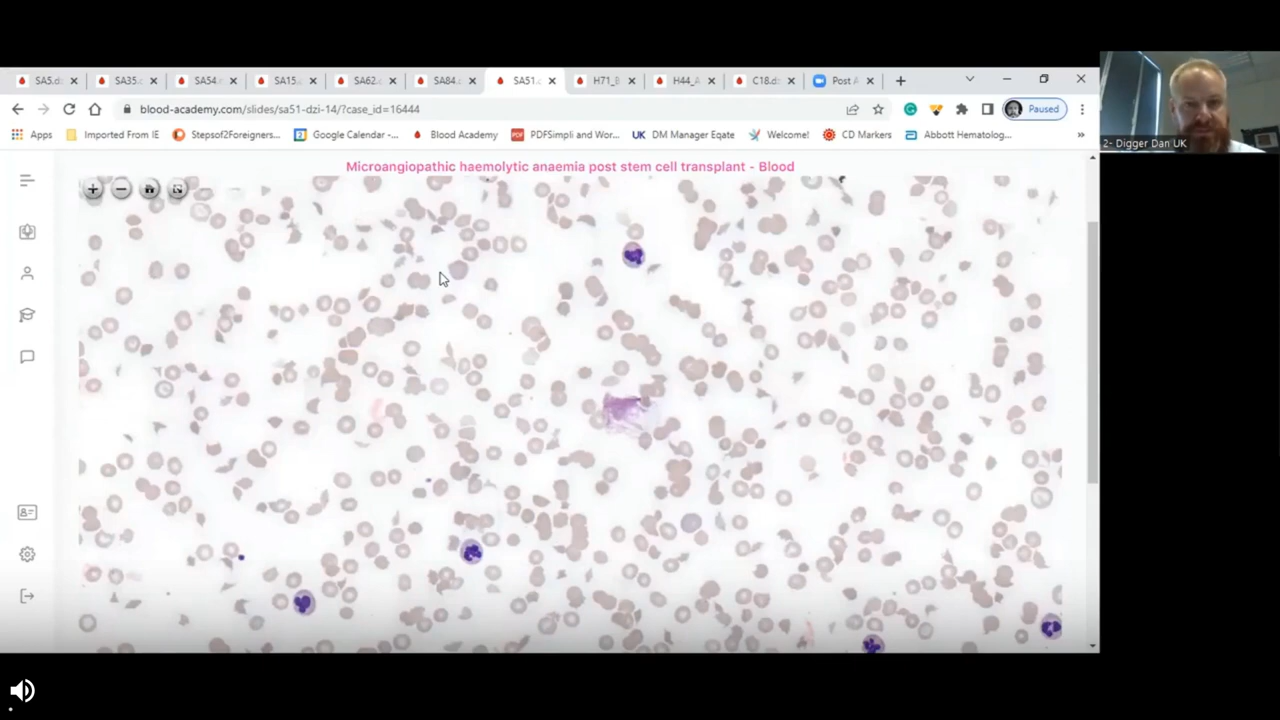 SA5.d
SA35.
SA54.
SA15.
SA62.
SA84.
SA51.
H71_B
H44_A
C18.d
Post A
blood-academy.com/slides/sa51-dzi-14/?case_id=16444
Paused
Apps
Imported From IE
Stepsof2Foreigners...
Google Calendar -...
Blood Academy
PDFSimpli and Wor...
UK DM Manager Eqate
Welcome!
CD Markers
Abbott Hematolog...
»
2- Digger Dan UK
Microangiopathic haemolytic anaemia post stem cell transplant - Blood